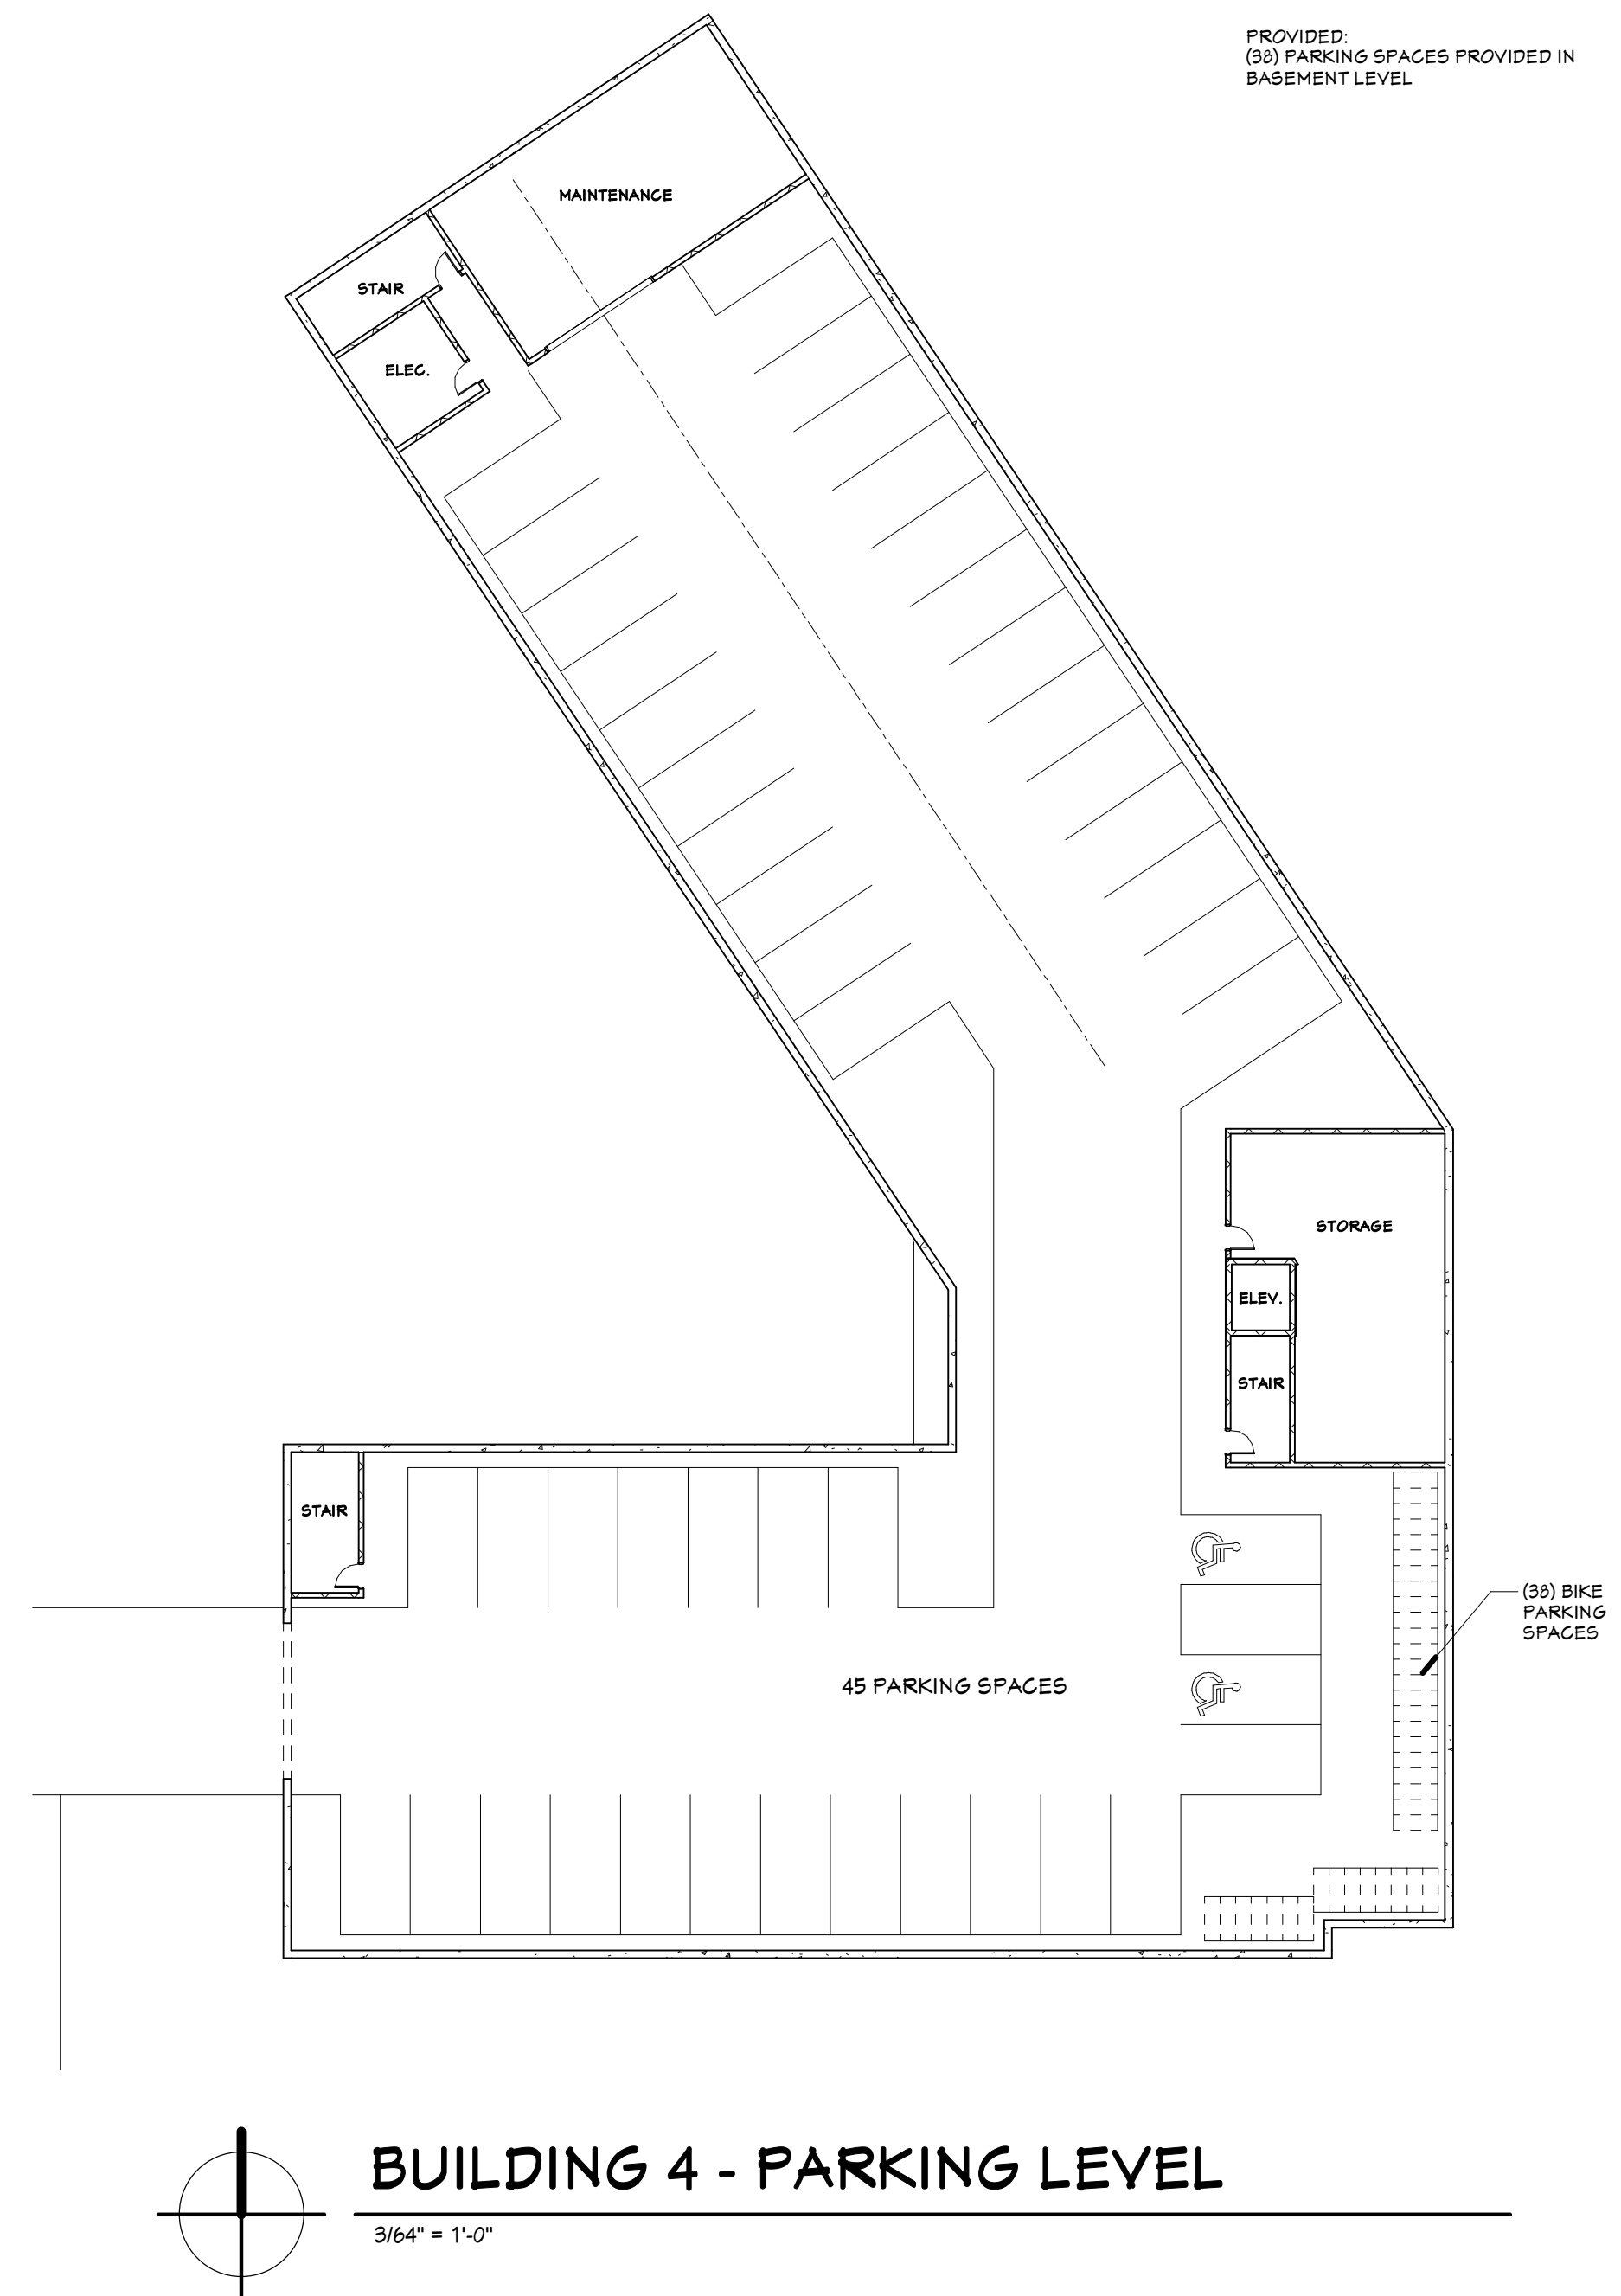 PROVIDED:
(38) PARKING SPACES PROVIDED IN
BASEMENT LEVEL
MAINTENANCE
STAIR
ELEC.
STORAGE
ELEV.
STAIR
STAIR
(38) BIKE
PARKING
SPACES
45 PARKING SPACES
BUILDING 4 - PARKING LEVEL
3/64" = 1'-0"